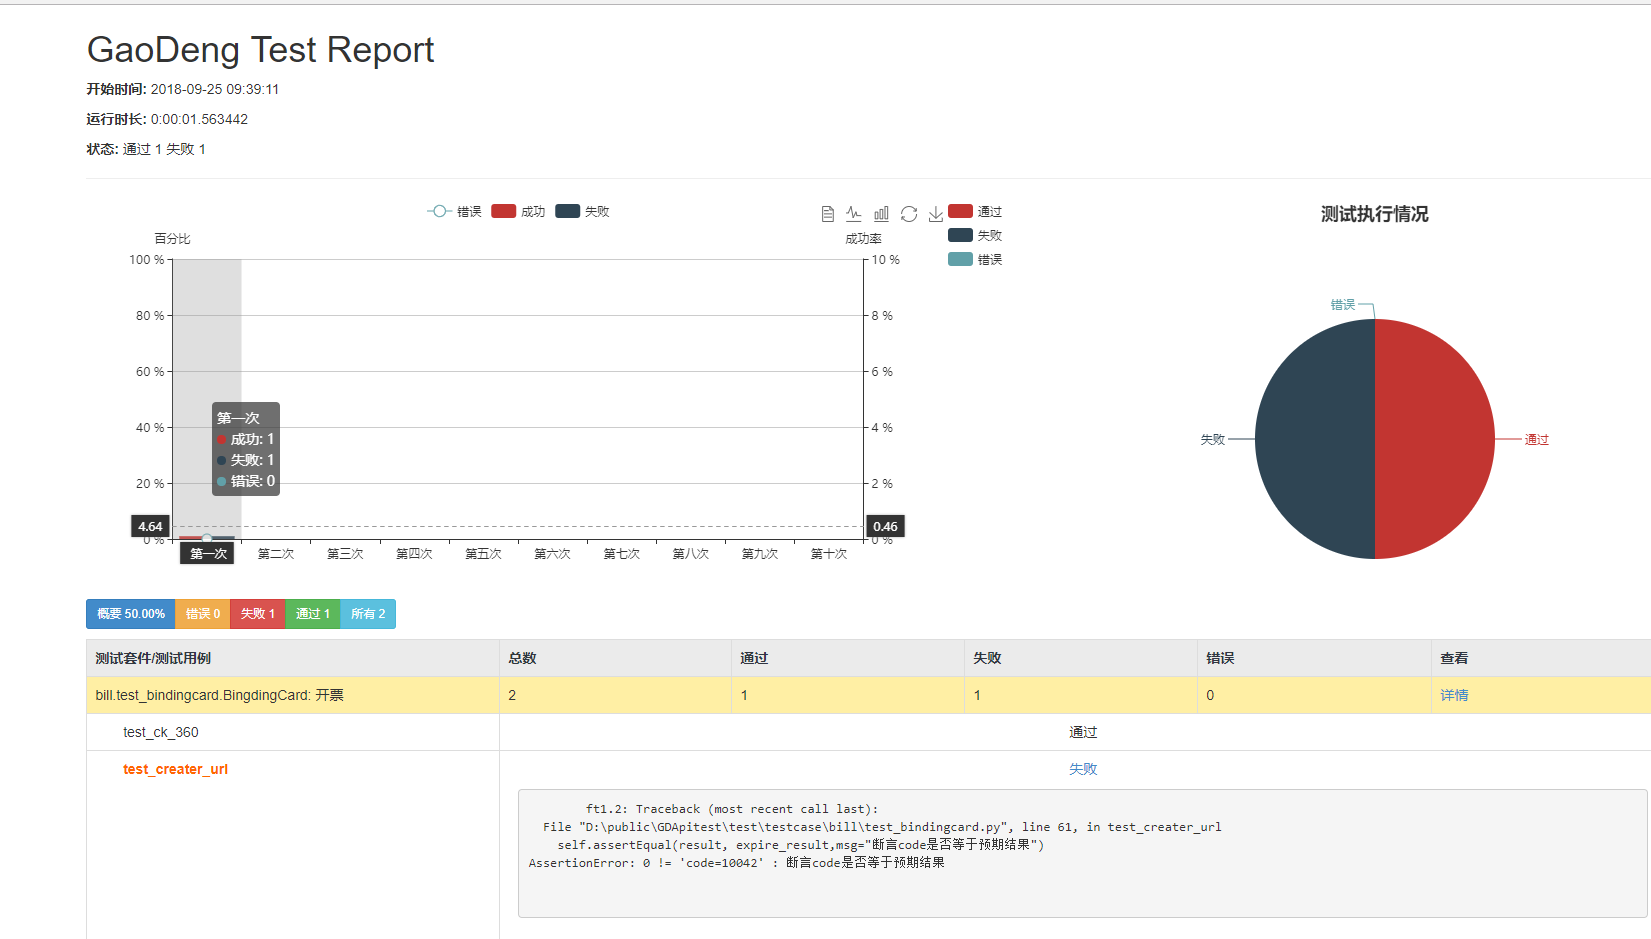 GaoDeng Test Report
开始时间: 2018-09-25 09:39:11
运行时长: 0:00:01.563442
状态: 通过 1 失败 1
错误 成功 失败
百分比
成功率
100 %
80 %
60 %
40 %
20 %
0 %
10 %
8 %
6 %
4 %
2 %
0 %
第一次
成功: 1
失败: 1
错误: 0
4.64
0.46
第一次 第二次 第三次 第四次 第五次 第六次 第七次 第八次 第九次 第十次
通过
失败
错误
测试执行情况
错误
失败
通过
概要 50.00% 错误 0 失败 1 通过 1 所有 2
测试套件/测试用例 总数 通过 失败 错误 查看
bill.test_bindingcard.BingdingCard: 开票 2 1 1 0 详情
test_ck_360 通过
test_creater_url 失败
ft1.2: Traceback (most recent call last):
File "D:\public\GDApitest\test\testcase\bill\test_bindingcard.py", line 61, in test_creater_url
self.assertEqual(result, expire_result,msg="断言code是否等于预期结果")
AssertionError: 0 != 'code=10042' : 断言code是否等于预期结果